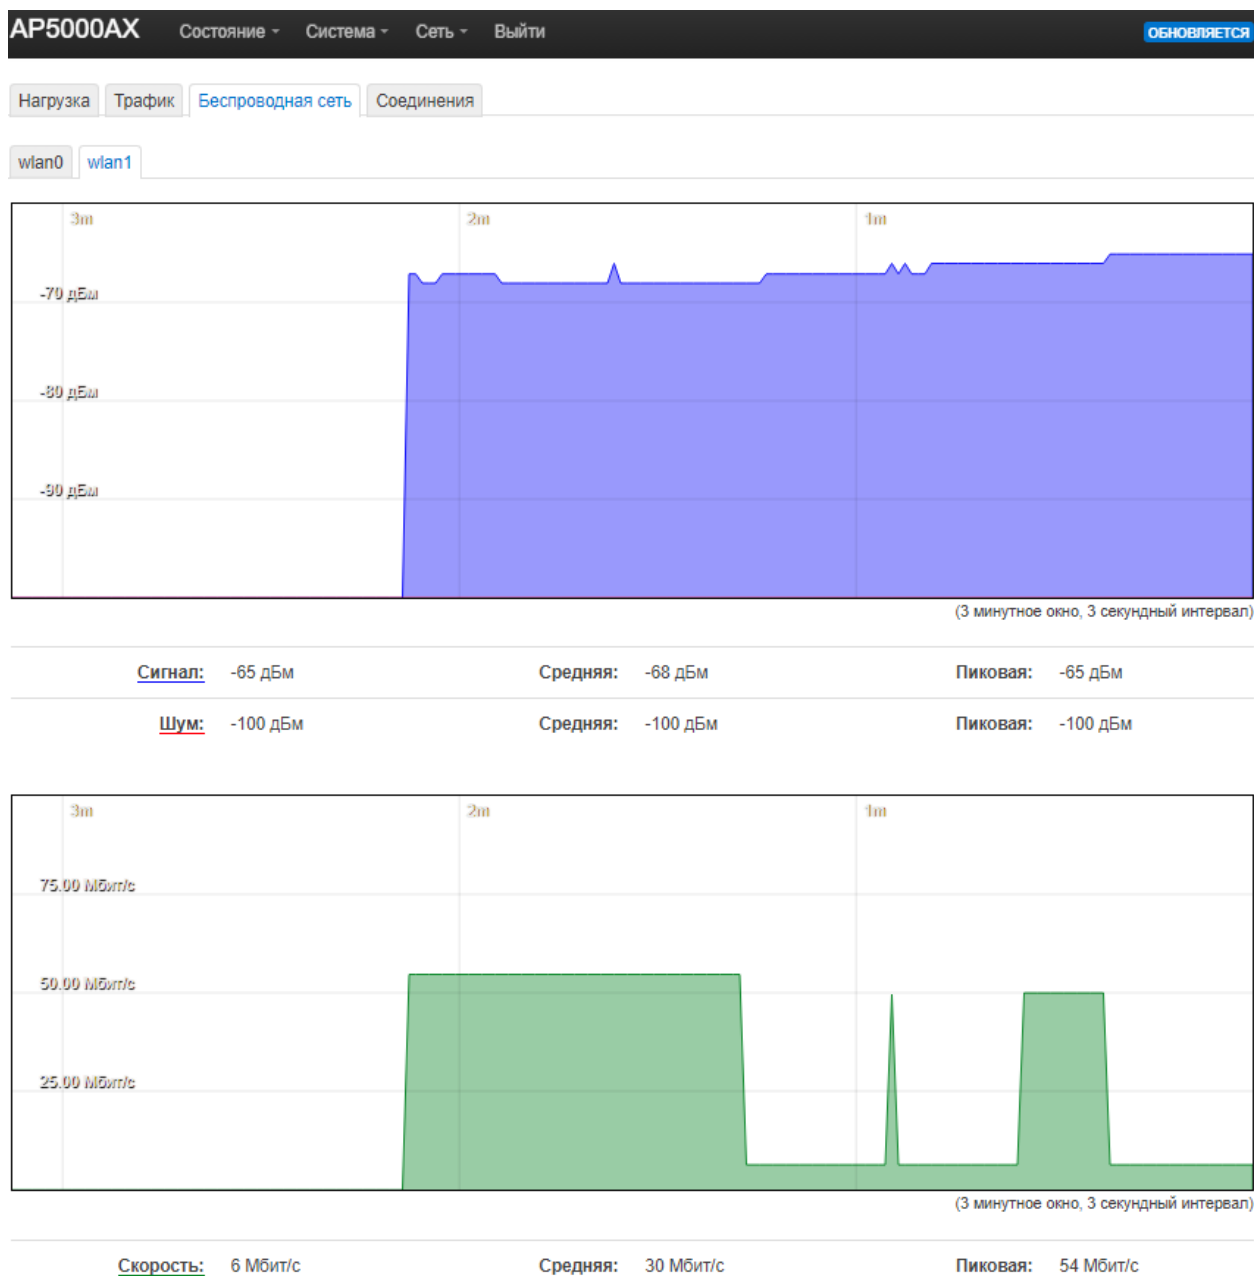 AP5000AX Состояние Система Сеть Выйти ОБНОВЛЯЕТСЯ
Нагрузка Трафик Беспроводная сеть Соединения
wlan0 wlan1
3m 2m 1m
-70 дБм
-80 дБм
-90 дБм
(3 минутное окно, 3 секундный интервал)
Сигнал: -65 дБм Средняя: -68 дБм Пиковая: -65 дБм
Шум: -100 дБм Средняя: -100 дБм Пиковая: -100 дБм
3m 2m 1m
75.00 Мбит/с
50.00 Мбит/с
25.00 Мбит/с
(3 минутное окно, 3 секундный интервал)
Скорость: 6 Мбит/с Средняя: 30 Мбит/с Пиковая: 54 Мбит/с